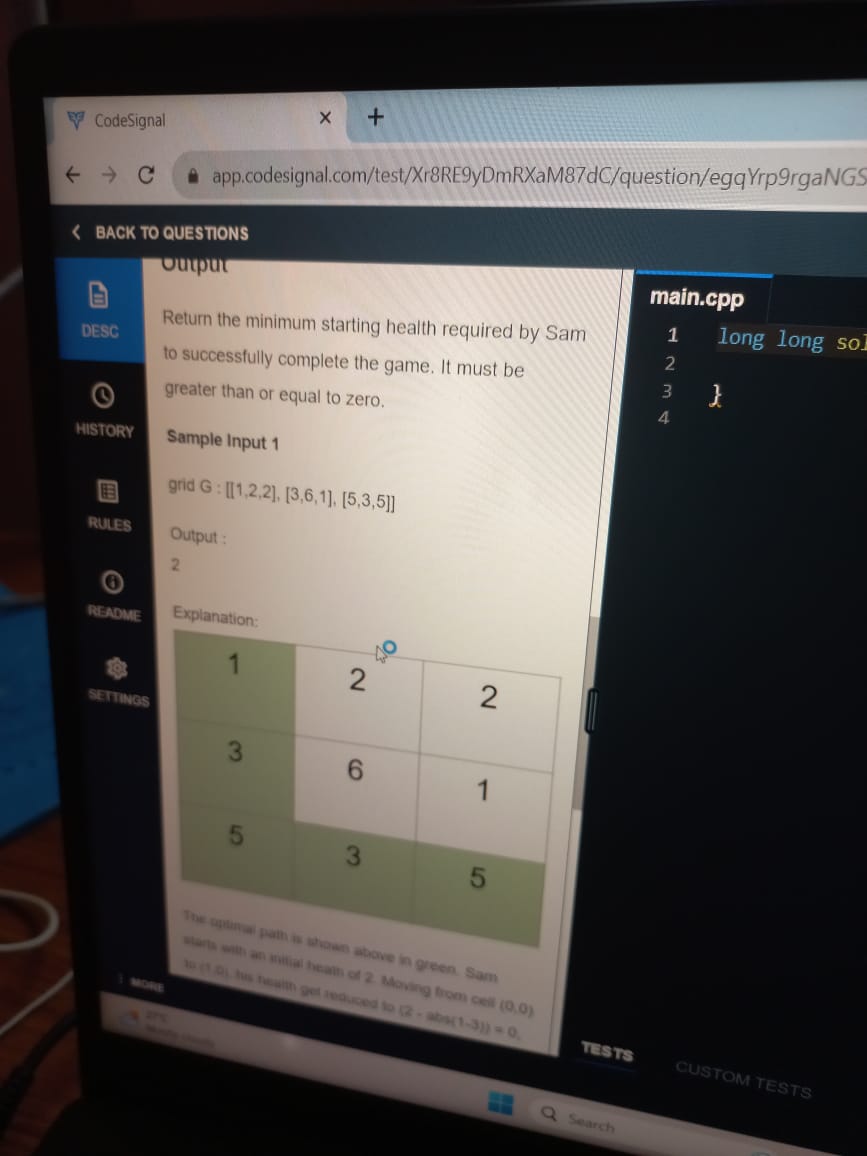 CodeSignal
app.codesignal.com/test/Xr8RE9yDmRXaM87dC/question/egqYrp9rgaNGS
BACK TO QUESTIONS
DESC
HISTORY
RULES
README
SETTINGS
MORE
Output
Return the minimum starting health required by Sam
to successfully complete the game. It must be
greater than or equal to zero.
Sample Input 1
grid G : [[1,2,2], [3,6,1], [5,3,5]]
Output :
2
Explanation:
1 2 2
3 6 1
5 3 5
The optimal path is shown above in green. Sam
starts with an initial heath of 2. Moving from cell (0,0)
to (1,0), his health get reduced to (2 - abs(1-3)) = 0,
main.cpp
1 long long sol
2
3 }
4
TESTS
CUSTOM TESTS
Search